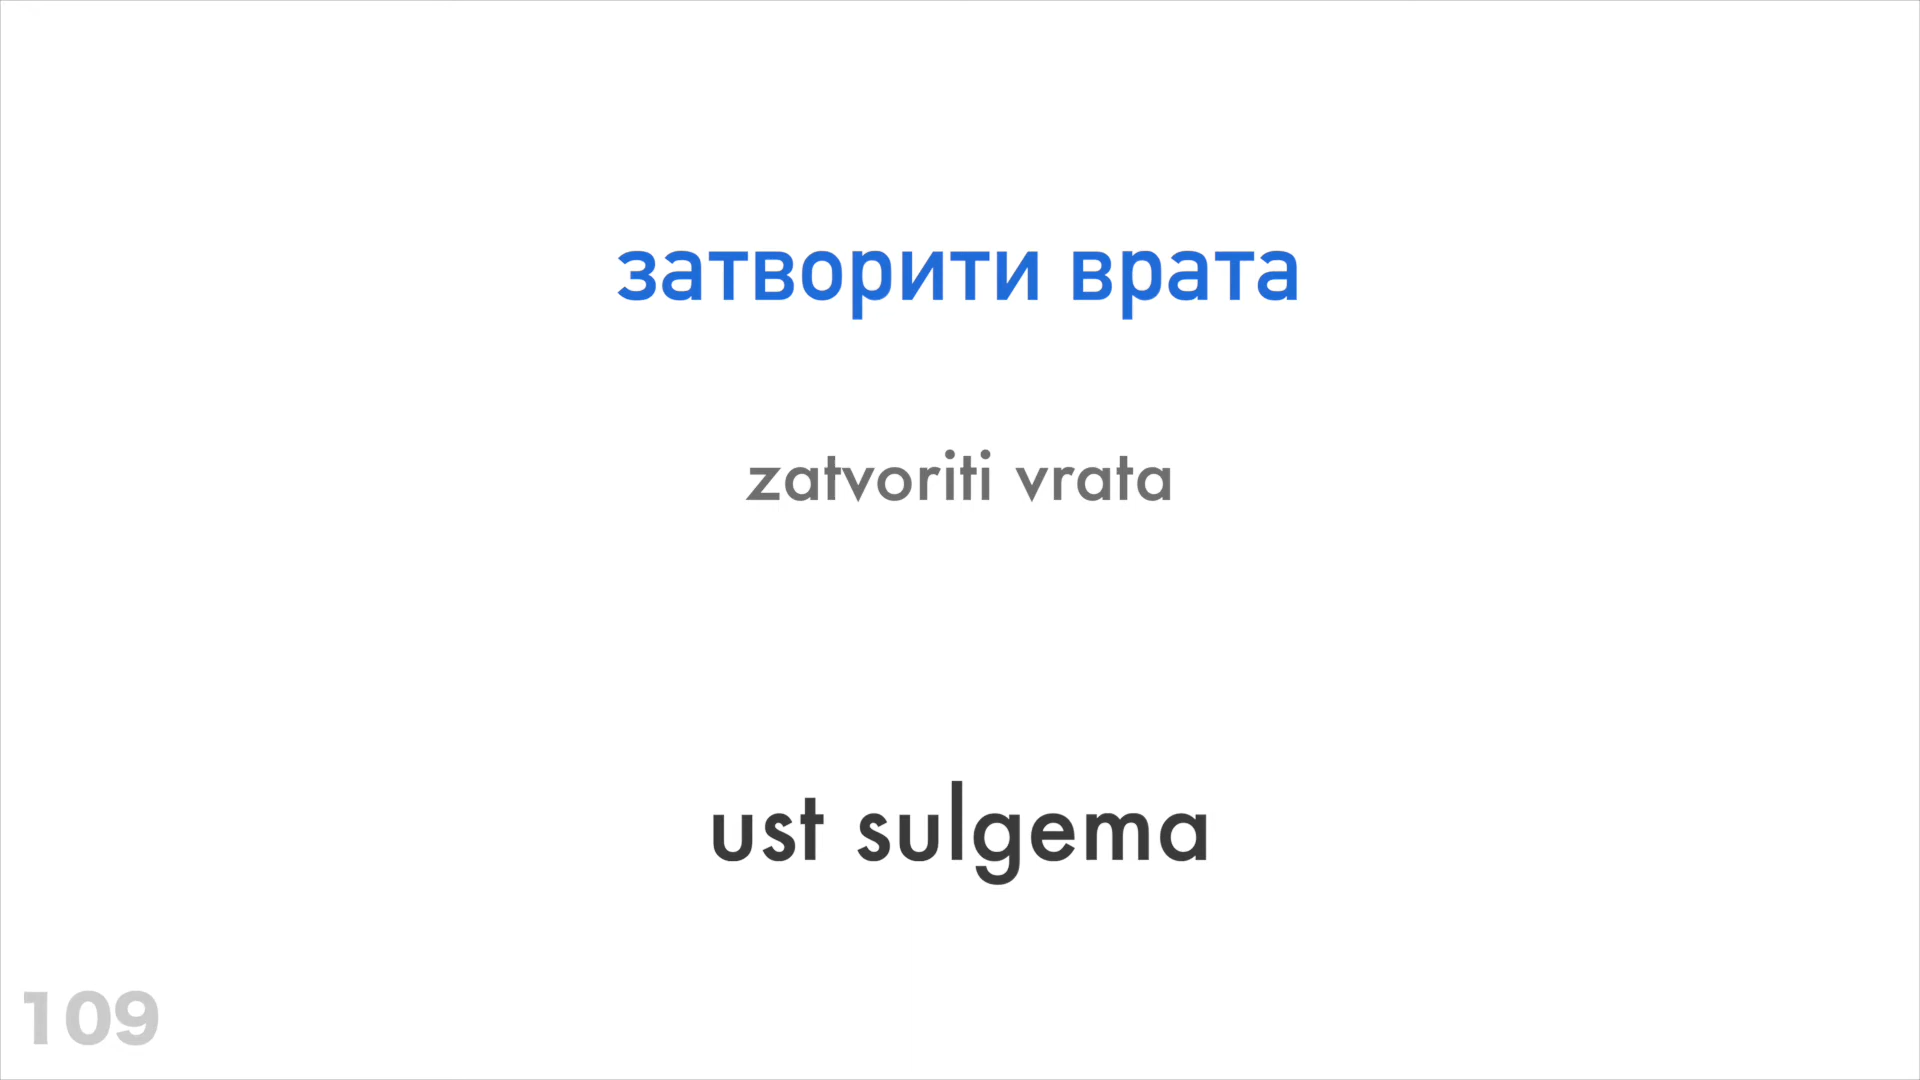 затворити врата
zatvoriti vrata
ust sulgema
109